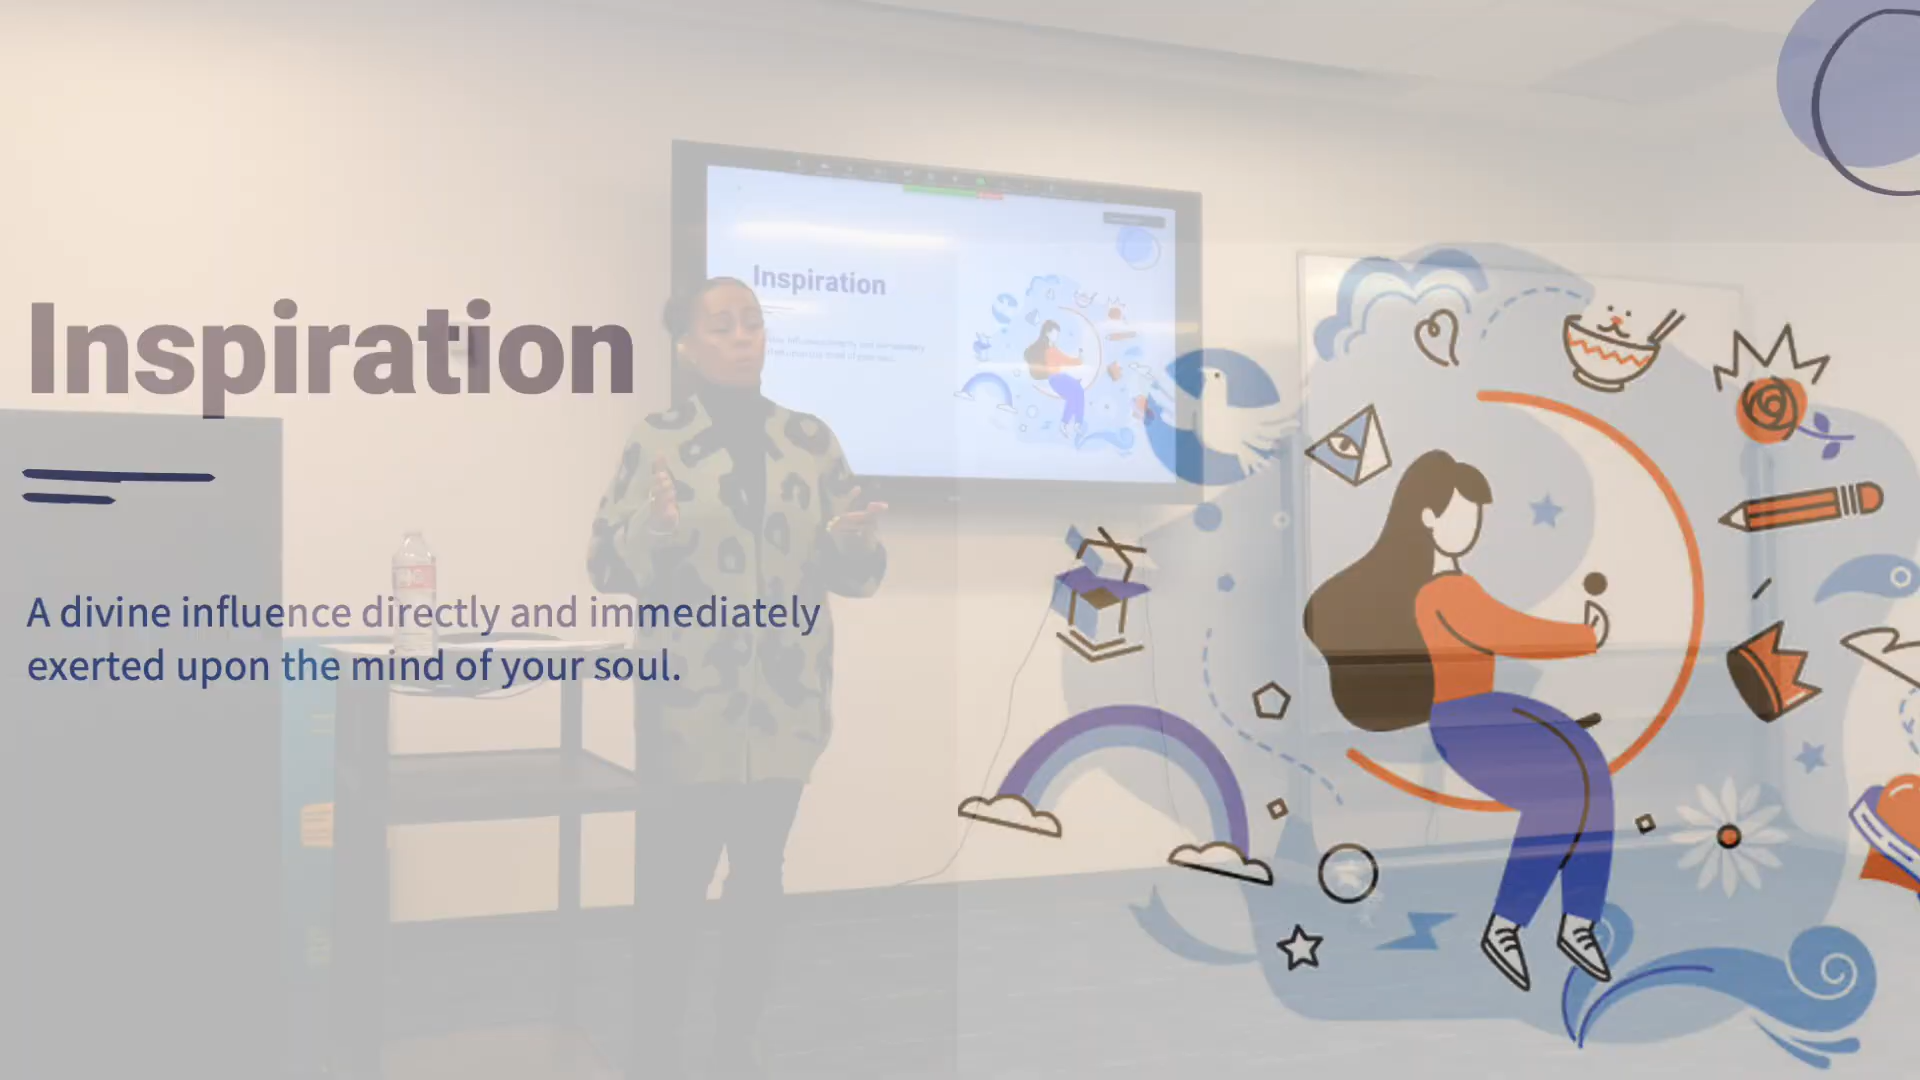 Inspiration
A divine influence directly and immediately
exerted upon the mind of your soul.
Inspiration